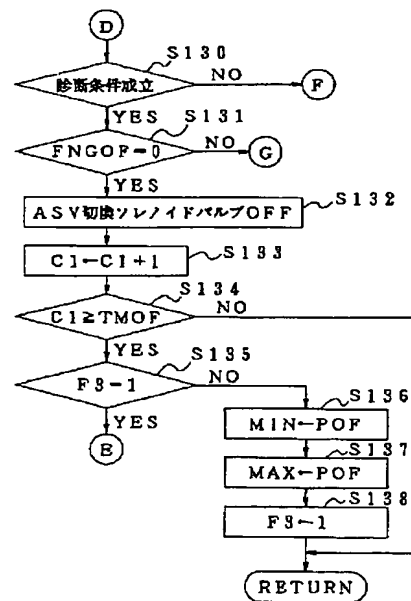 D
S130
診断条件成立
NO
F
YES
S131
FNGOF=0
NO
G
YES
S132
ASV切換ソレノイドバルブOFF
S133
C1←C1+1
S134
C1≧TMOF
NO
YES
S135
F3=1
NO
YES
E
S136
MIN←POF
S137
MAX←POF
S138
F3←1
RETURN